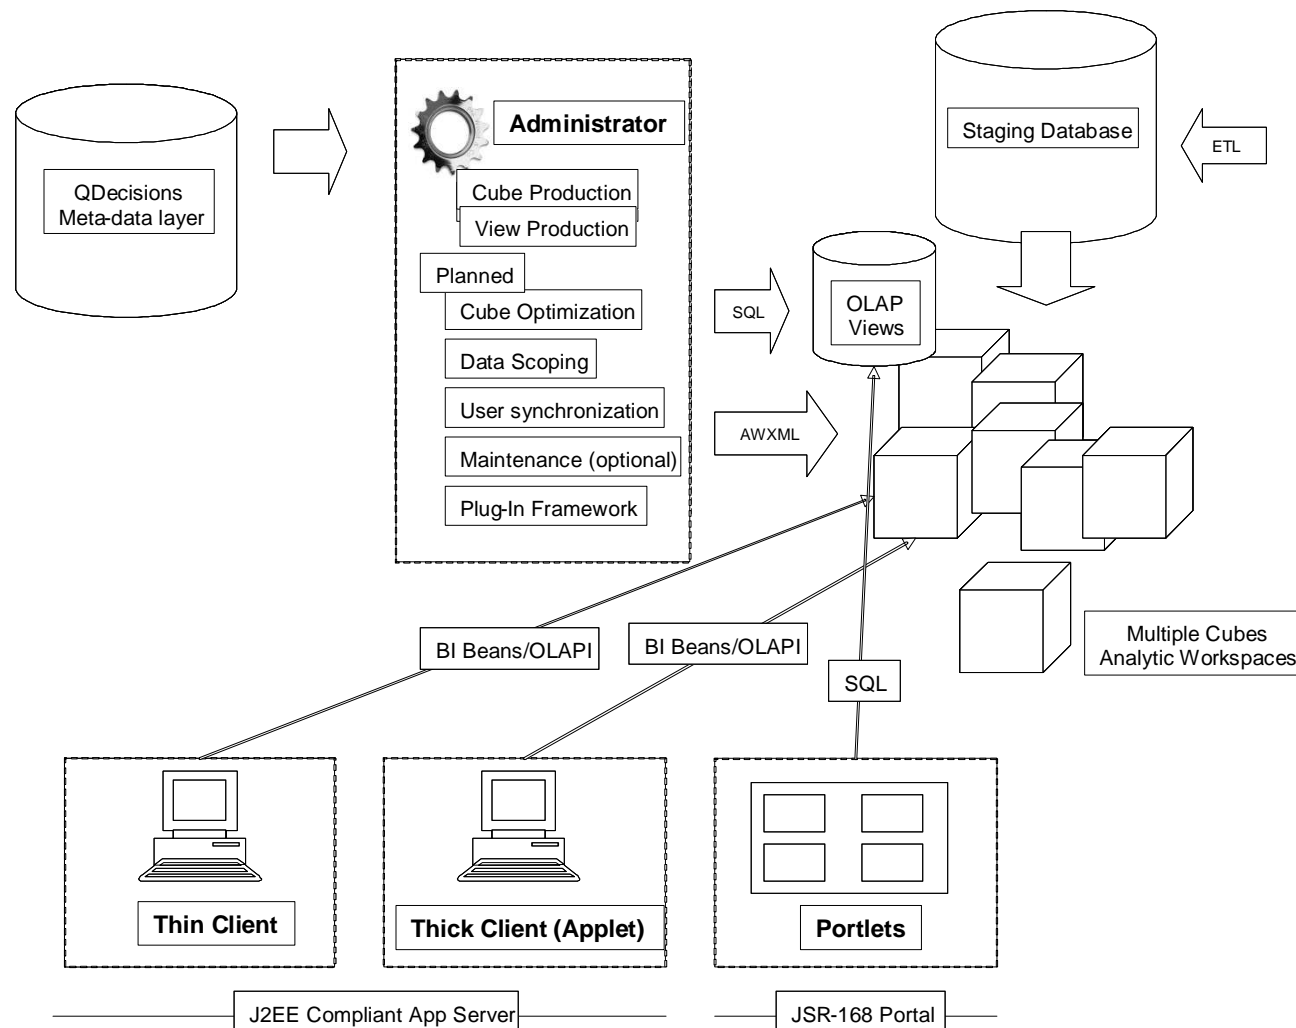 Administrator
Staging Database
ETL
QDecisions
Meta-data layer
Cube Production
View Production
Planned
Cube Optimization
Data Scoping
User synchronization
Maintenance (optional)
Plug-In Framework
SQL
OLAP
Views
AWXML
BI Beans/OLAPI
BI Beans/OLAPI
SQL
Multiple Cubes
Analytic Workspaces
Thin Client
Thick Client (Applet)
Portlets
J2EE Compliant App Server
JSR-168 Portal